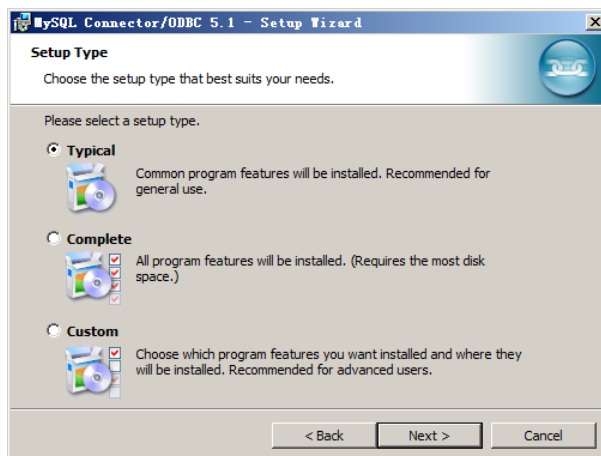 MySQL Connector/ODBC 5.1 - Setup Wizard
Setup Type
Choose the setup type that best suits your needs.
Please select a setup type.
Typical
Common program features will be installed. Recommended for
general use.
Complete
All program features will be installed. (Requires the most disk
space.)
Custom
Choose which program features you want installed and where they
will be installed. Recommended for advanced users.
< Back
Next >
Cancel